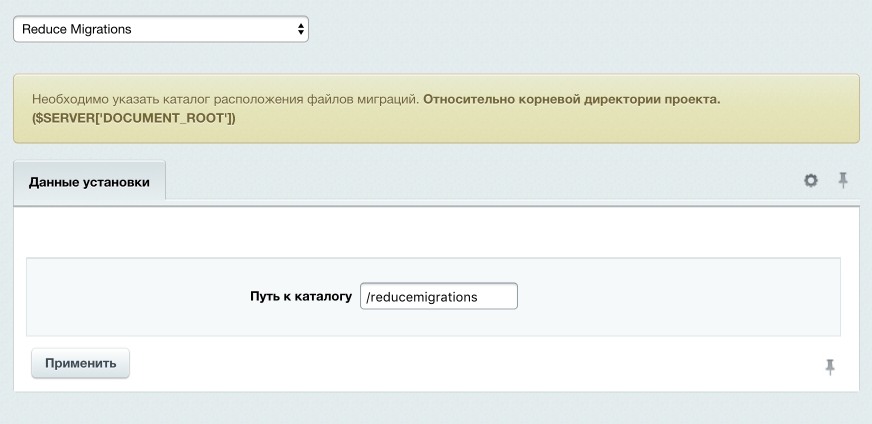 Reduce Migrations
Необходимо указать каталог расположения файлов миграций. Относительно корневой директории проекта.
($SERVER['DOCUMENT_ROOT'])
Данные установки
Путь к каталогу /reducemigrations
Применить